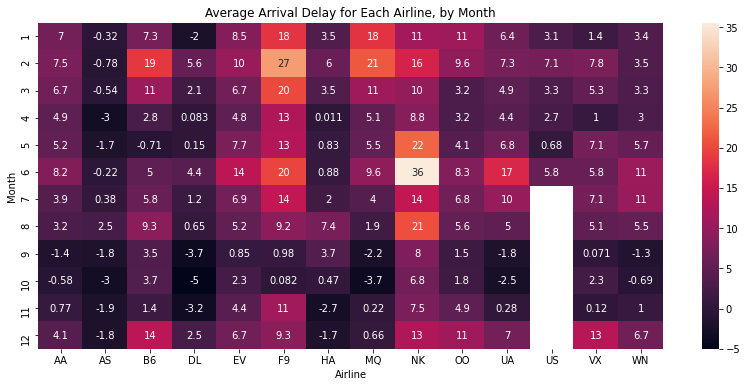 Average Arrival Delay for Each Airline, by Month
1 7 -0.32 7.3 -2 8.5 18 3.5 18 11 11 6.4 3.1 1.4 3.4
2 7.5 -0.78 19 5.6 10 27 6 21 16 9.6 7.3 7.1 7.8 3.5
3 6.7 -0.54 11 2.1 6.7 20 3.5 11 10 3.2 4.9 3.3 5.3 3.3
4 4.9 -3 2.8 0.083 4.8 13 0.011 5.1 8.8 3.2 4.4 2.7 1 3
5 5.2 -1.7 -0.71 0.15 7.7 13 0.83 5.5 22 4.1 6.8 0.68 7.1 5.7
6 8.2 -0.22 5 4.4 14 20 0.88 9.6 36 8.3 17 5.8 5.8 11
7 3.9 0.38 5.8 1.2 6.9 14 2 4 14 6.8 10 7.1 11
8 3.2 2.5 9.3 0.65 5.2 9.2 7.4 1.9 21 5.6 5 5.1 5.5
9 -1.4 -1.8 3.5 -3.7 0.85 0.98 3.7 -2.2 8 1.5 -1.8 0.071 -1.3
10 -0.58 -3 3.7 -5 2.3 0.082 0.47 -3.7 6.8 1.8 -2.5 2.3 -0.69
11 0.77 -1.9 1.4 -3.2 4.4 11 -2.7 0.22 7.5 4.9 0.28 0.12 1
12 4.1 -1.8 14 2.5 6.7 9.3 -1.7 0.66 13 11 7 13 6.7
AA AS B6 DL EV F9 HA MQ NK OO UA US VX WN
Airline
Month
35
30
25
20
15
10
5
0
-5